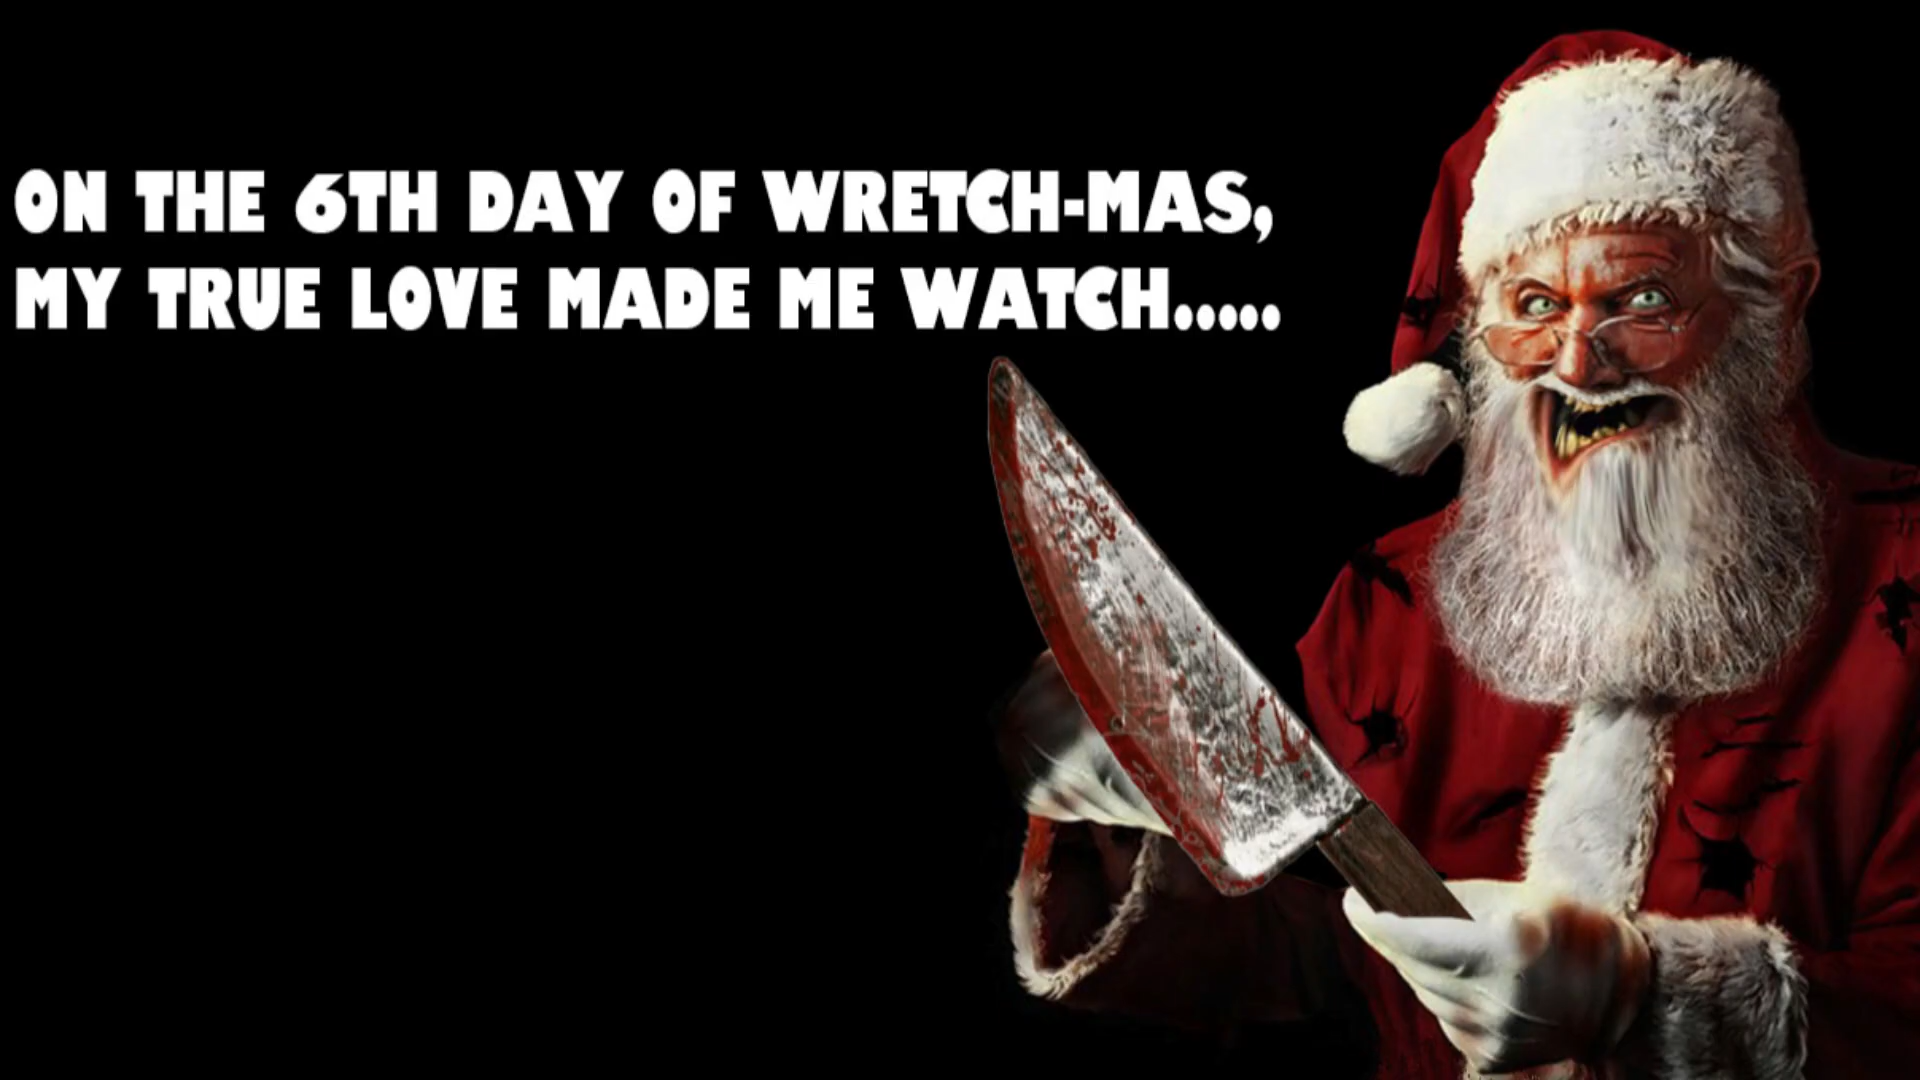 ON THE 6TH DAY OF WRETCH-MAS,
MY TRUE LOVE MADE ME WATCH.....